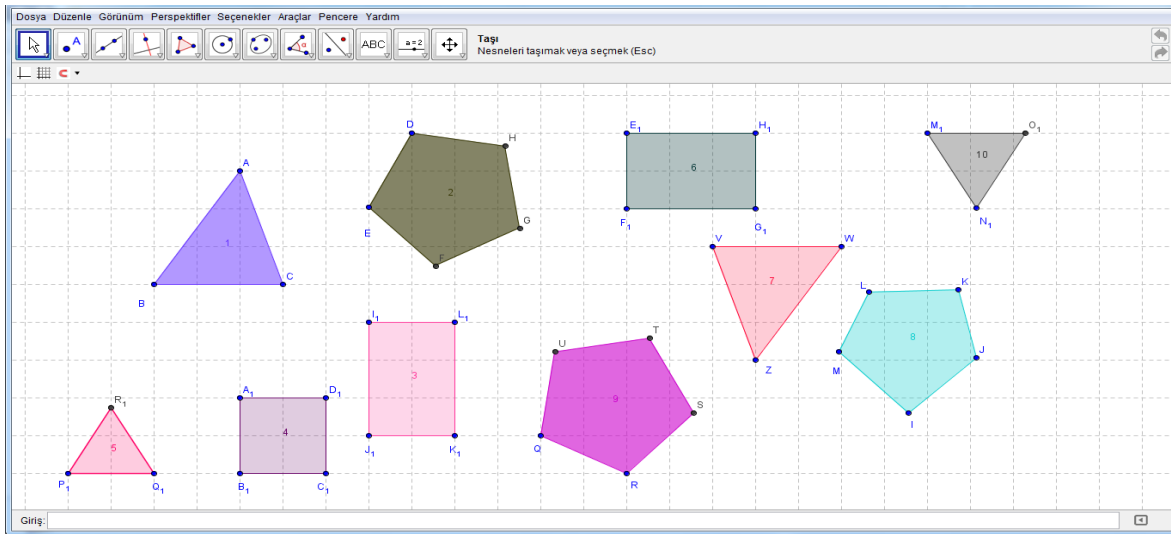 Dosya Düzenle Görünüm Perspektifler Seçenekler Araçlar Pencere Yardım
A α ABC a=2 Taşı
Nesneleri taşımak veya seçmek (Esc)
D E₁ H₁ M₁ O₁
H
10
A 2 6
E F₁ G₁ N₁
G
1 V W
F
C 7
B L K
I₁ L₁
T 8
U
Z M J
3
A₁ D₁ 9 S
R₁
4 I
5 J₁ K₁ Q
P₁ Q₁ B₁ C₁ R
Giriş: